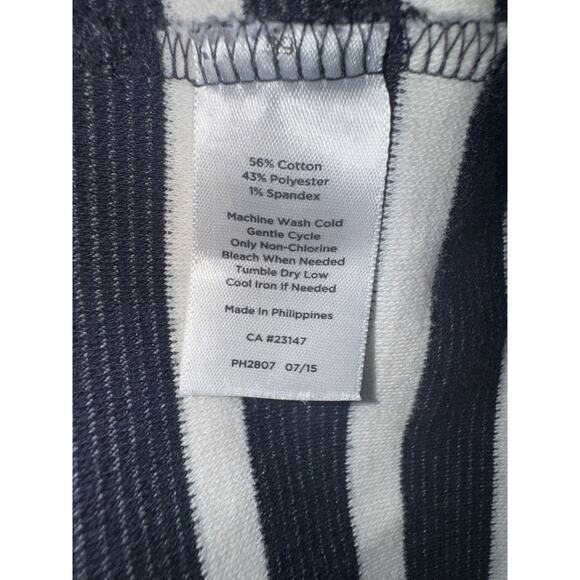 56% Cotton
43% Polyester
1% Spandex
Machine Wash Cold
Gentle Cycle
Only Non-Chlorine
Bleach When Needed
Tumble Dry Low
Cool Iron If Needed
Made In Philippines
CA #23147
PH2807 07/15